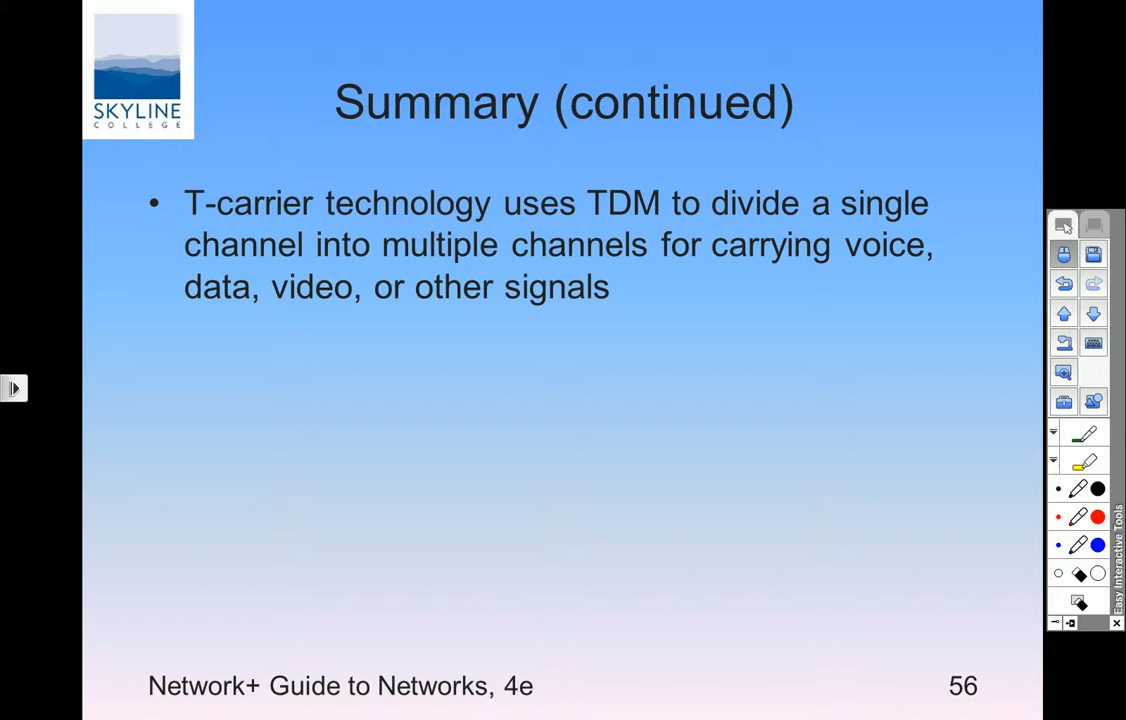 SKYLINE
COLLEGE
Summary (continued)
• T-carrier technology uses TDM to divide a single
channel into multiple channels for carrying voice,
data, video, or other signals
Network+ Guide to Networks, 4e
56
Easy Interactive Tools